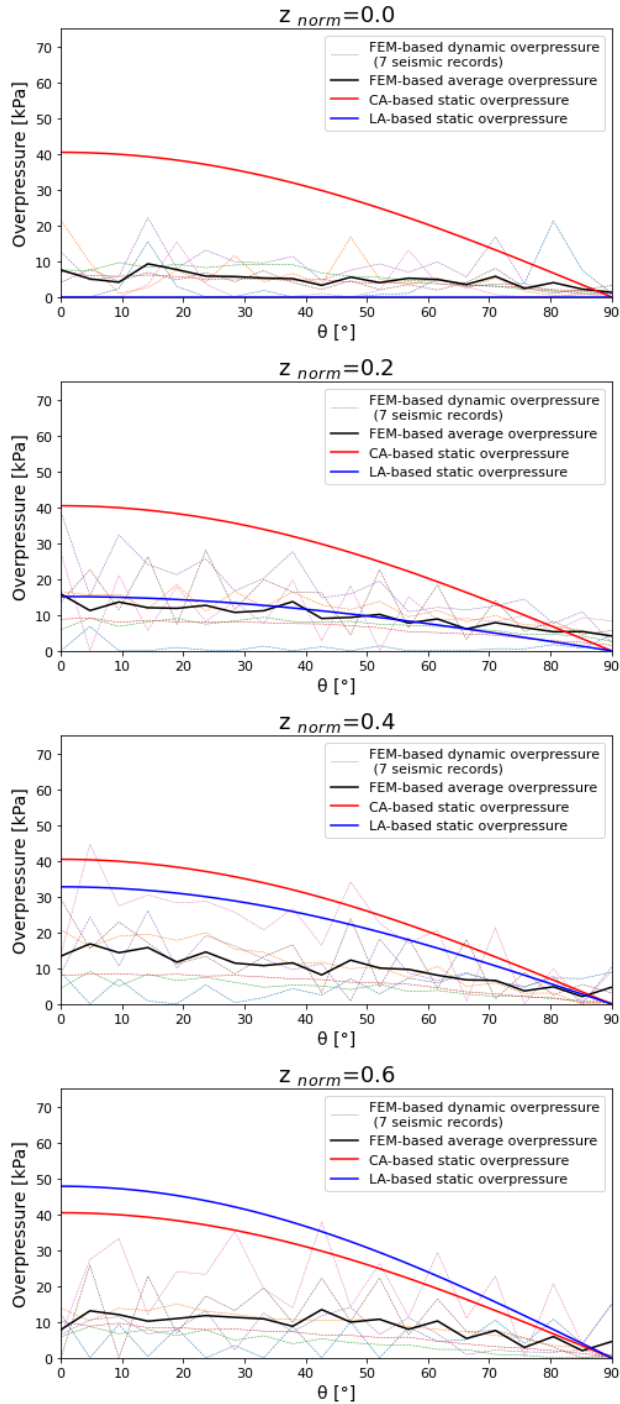 z norm=0.0
Overpressure [kPa]
70
60
50
40
30
20
10
0
FEM-based dynamic overpressure
(7 seismic records)
FEM-based average overpressure
CA-based static overpressure
LA-based static overpressure
0 10 20 30 40 50 60 70 80 90
θ [°]
z norm=0.2
Overpressure [kPa]
70
60
50
40
30
20
10
0
FEM-based dynamic overpressure
(7 seismic records)
FEM-based average overpressure
CA-based static overpressure
LA-based static overpressure
0 10 20 30 40 50 60 70 80 90
θ [°]
z norm=0.4
Overpressure [kPa]
70
60
50
40
30
20
10
0
FEM-based dynamic overpressure
(7 seismic records)
FEM-based average overpressure
CA-based static overpressure
LA-based static overpressure
0 10 20 30 40 50 60 70 80 90
θ [°]
z norm=0.6
Overpressure [kPa]
70
60
50
40
30
20
10
0
FEM-based dynamic overpressure
(7 seismic records)
FEM-based average overpressure
CA-based static overpressure
LA-based static overpressure
0 10 20 30 40 50 60 70 80 90
θ [°]